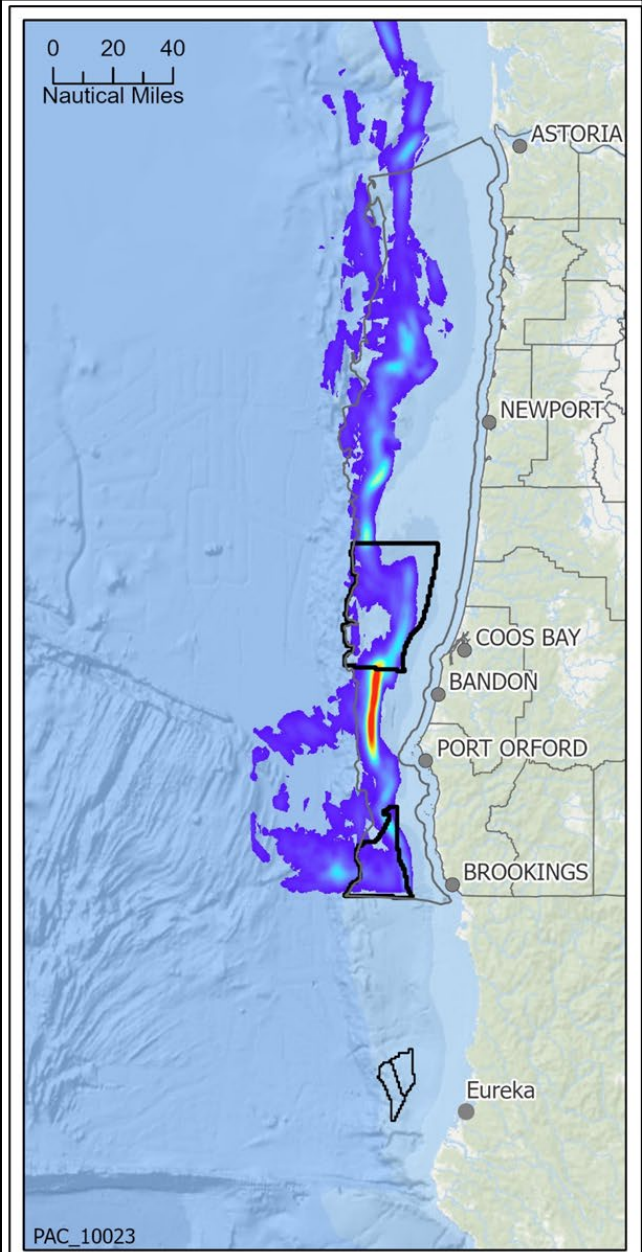 0 20 40
Nautical Miles
ASTORIA
NEWPORT
COOS BAY
BANDON
PORT ORFORD
BROOKINGS
Eureka
PAC_10023